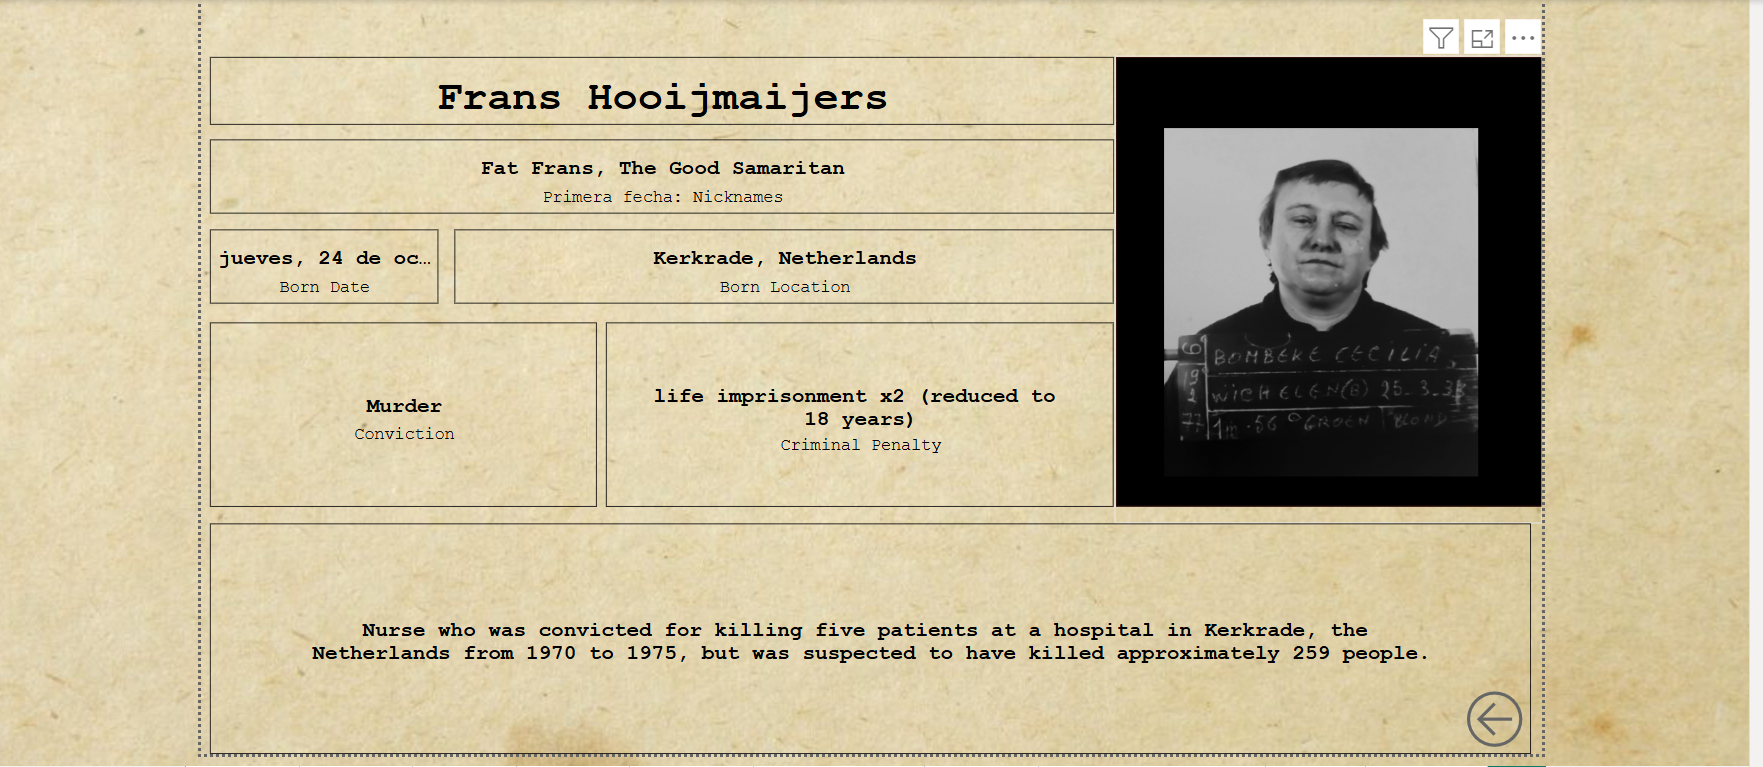 Frans Hooijmaijers
Fat Frans, The Good Samaritan
Primera fecha: Nicknames
jueves, 24 de oc...
Born Date
Kerkrade, Netherlands
Born Location
Murder
Conviction
life imprisonment x2 (reduced to
18 years)
Criminal Penalty
BOMBEKE CECILIA
WICHELEN(B) 25-3-3
1m.56 GROEN BLOND
Nurse who was convicted for killing five patients at a hospital in Kerkrade, the
Netherlands from 1970 to 1975, but was suspected to have killed approximately 259 people.